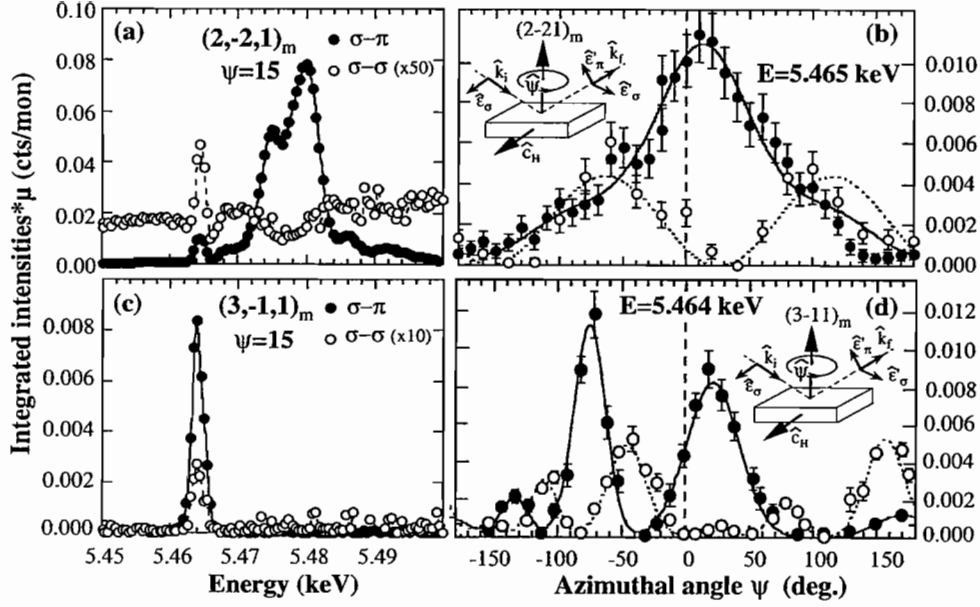 Integrated intensities*μ (cts/mon)
0.10
0.08
0.06
0.04
0.02
0.00
(a)
(2,-2,1)m
ψ=15
σ−π
σ−σ (x50)
(b)
(2-21)m
ψ̂
k̂i
ε̂σ
ε̂'π
k̂f
ε̂'σ
ĉH
E=5.465 keV
0.010
0.008
0.006
0.004
0.002
0.000
(c)
(3,-1,1)m
ψ=15
σ−π
σ−σ (x10)
0.008
0.006
0.004
0.002
0.000
5.45
5.46
5.47
5.48
5.49
Energy (keV)
E=5.464 keV
(d)
(3-11)m
ψ̂
k̂i
ε̂σ
ε̂'π
k̂f
ε̂'σ
ĉH
0.012
0.010
0.008
0.006
0.004
0.002
0.000
-150
-100
-50
0
50
100
150
Azimuthal angle ψ (deg.)